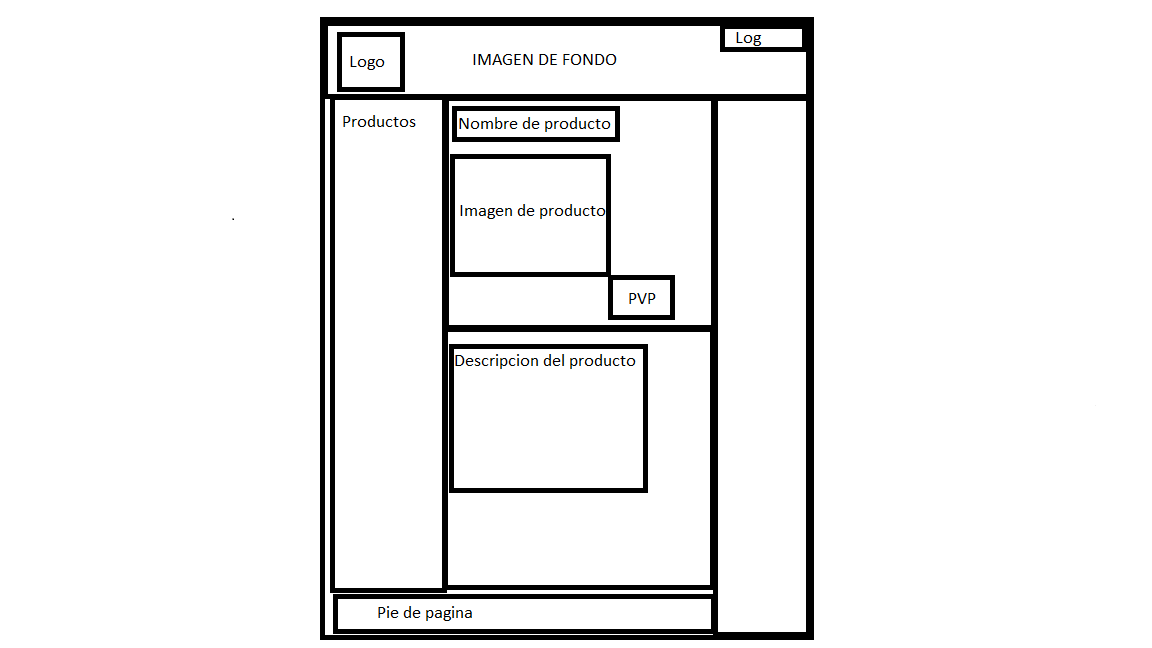 Log
Logo
IMAGEN DE FONDO
Productos
Nombre de producto
Imagen de producto
PVP
Descripcion del producto
Pie de pagina